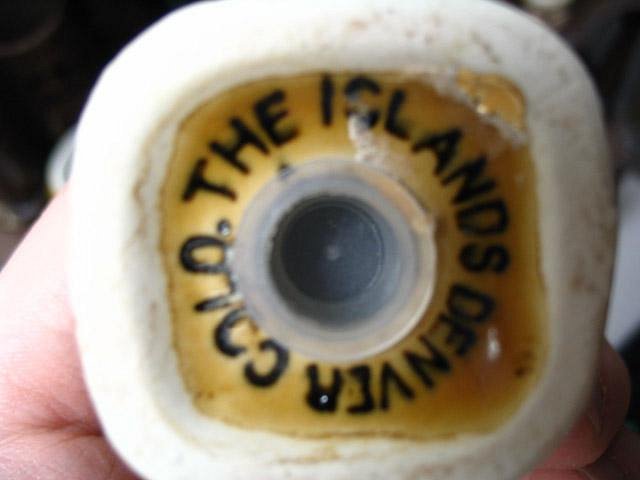 THE ISLANDS DENVER COLO.